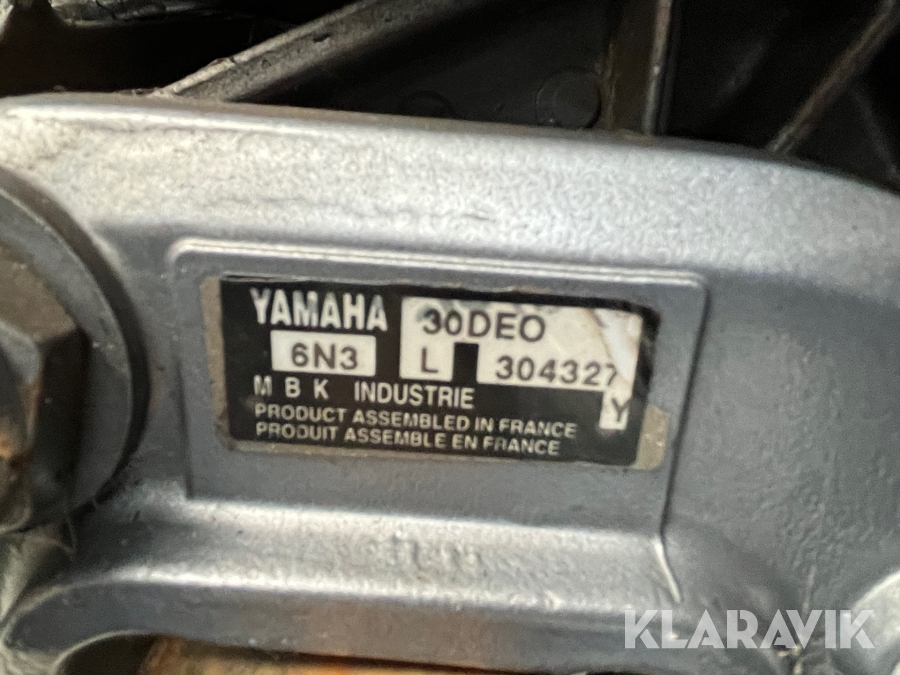 YAMAHA 30DEO
6N3 L 304327
Y
M B K INDUSTRIE
PRODUCT ASSEMBLED IN FRANCE
PRODUIT ASSEMBLE EN FRANCE
KLARAVIK